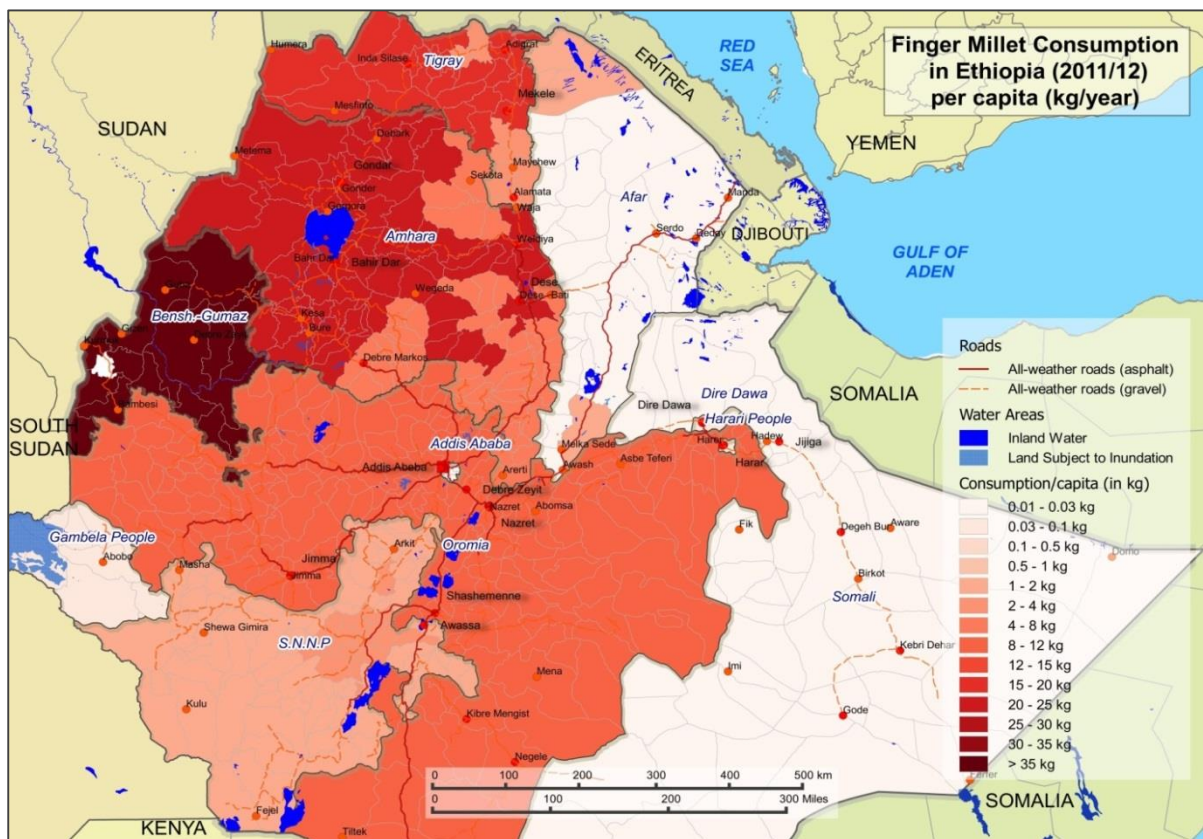 Finger Millet Consumption
in Ethiopia (2011/12)
per capita (kg/year)
RED
SEA
ERITREA
YEMEN
SUDAN
Humera
Inda Silase
Tigray
Adigrat
Mekele
Mesfinto
Dabark
Metema
Gondar
Gonder
Gomora
Sekota
Maychew
Alamata
Waja
Afar
Manda
Serdo
DJIBOUTI
GULF OF
ADEN
Amhara
Weldiya
Bahir Dar
Bahir Dar
Dese
Dese
Bati
Wegeda
Bensh.-Gumaz
Kesa
Bure
Debre Markos
SOUTH
SUDAN
Dire Dawa
Dire Dawa
Harari People
SOMALIA
Addis Ababa
Addis Abeba
Melka Sede
Harer
Hadew
Jijiga
Harar
Arerti
Awash
Asbe Teferi
Debre Zeyit
Nazret
Nazret
Abomsa
Gambela People
Abobo
Masha
Jimma
Jimma
Arkit
Oromia
Fik
Degeh Bur
Aware
Domo
Birkot
Somali
Shashemenne
Awassa
Shewa Gimira
S.N.N.P
Kebri Dehar
Mena
Imi
Kulu
Kibre Mengist
Gode
Negele
Fejel
Tiltek
KENYA
SOMALIA
0 100 200 300 400 500 km
0 100 200 300 Miles
Roads
All-weather roads (asphalt)
All-weather roads (gravel)
Water Areas
Inland Water
Land Subject to Inundation
Consumption/capita (in kg)
0.01 - 0.03 kg
0.03 - 0.1 kg
0.1 - 0.5 kg
0.5 - 1 kg
1 - 2 kg
2 - 4 kg
4 - 8 kg
8 - 12 kg
12 - 15 kg
15 - 20 kg
20 - 25 kg
25 - 30 kg
30 - 35 kg
> 35 kg